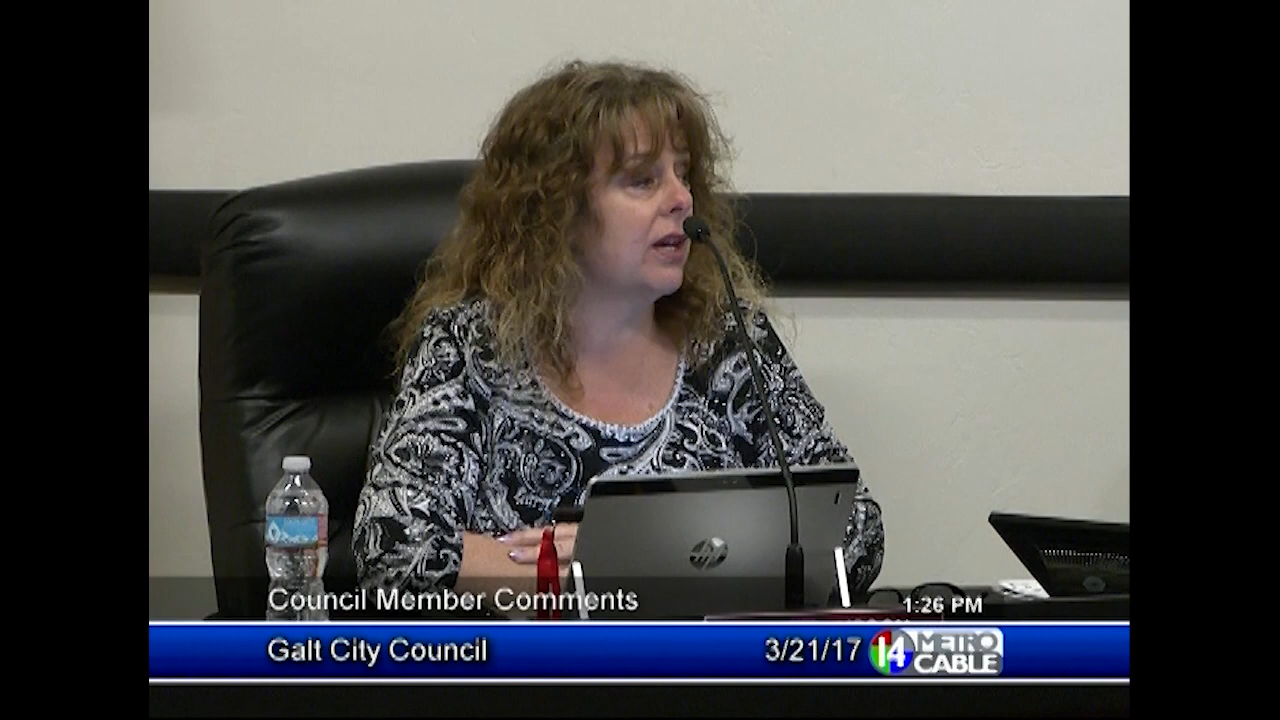 hp
Council Member Comments
1:26 PM
Galt City Council
3/21/17
14 METRO
CABLE